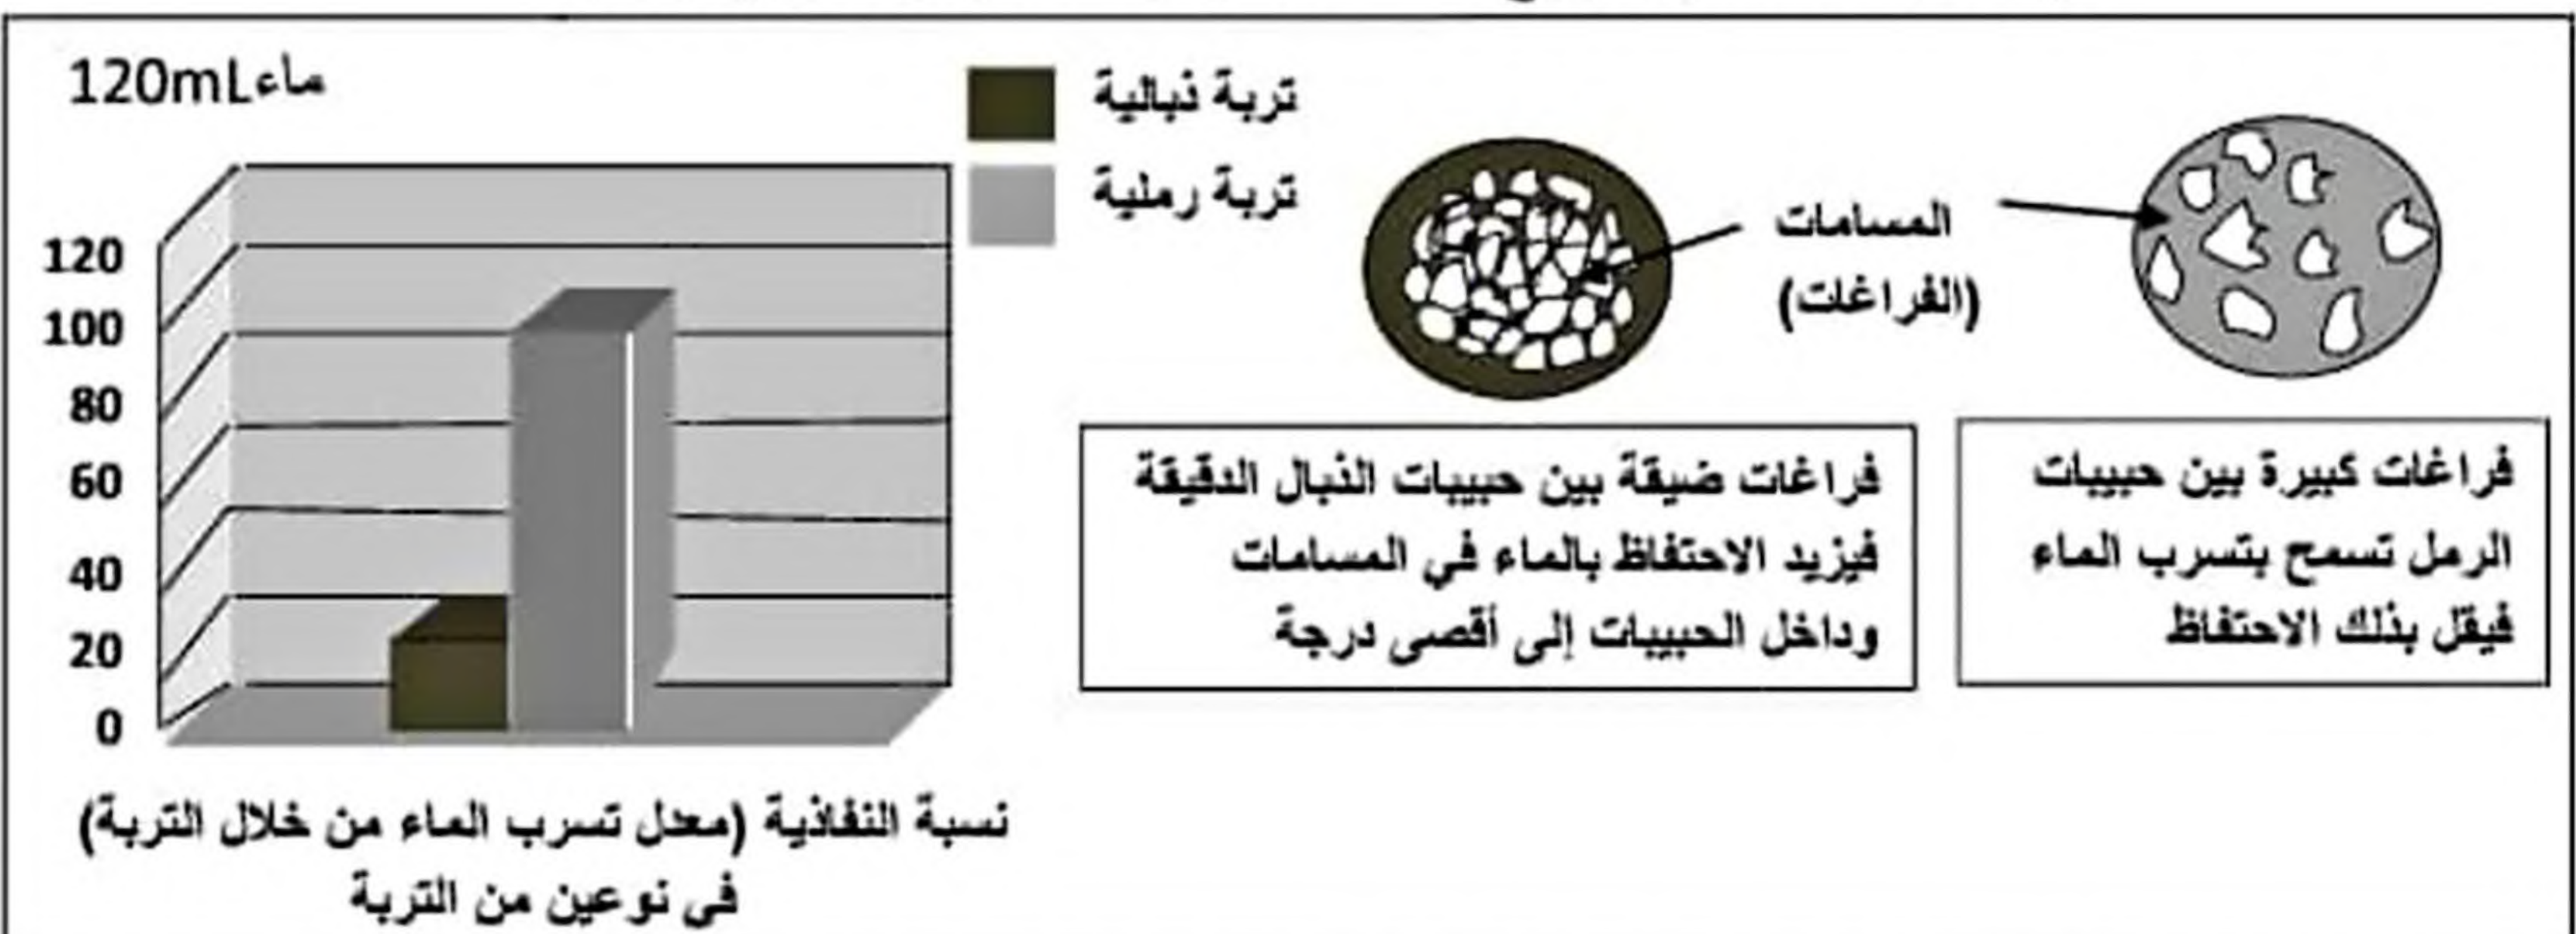 120mLماء
تربة نبالية
تربة رملية
120
100
80
60
40
20
0
نسبة النفاذية (معدل تسرب الماء من خلال التربة)
في نوعين من التربة
المسامات
(الفراغات)
فراغات كبيرة بين حبيبات
الرمل تسمح بتسرب الماء
فيقل بذلك الاحتفاظ
فراغات ضيقة بين حبيبات النبال الدقيقة
فيزيد الاحتفاظ بالماء في المسامات
وداخل الحبيبات إلى أقصى درجة